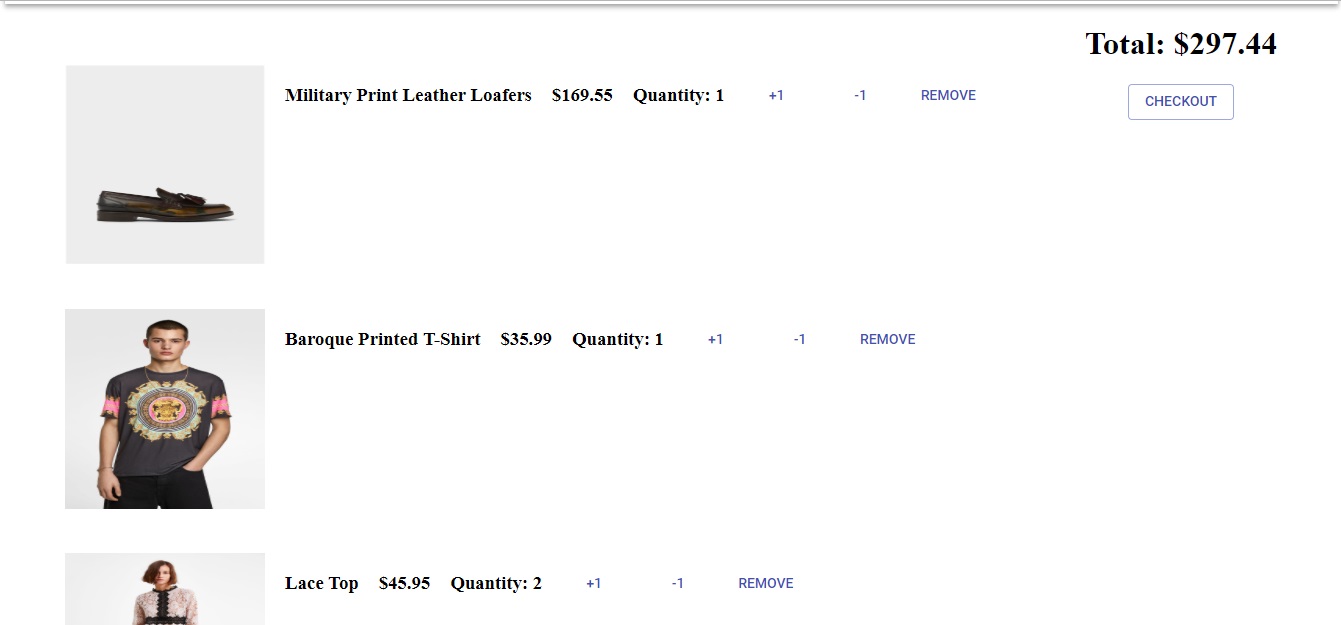 Total: $297.44
Military Print Leather Loafers $169.55 Quantity: 1 +1 -1 REMOVE
CHECKOUT
Baroque Printed T-Shirt $35.99 Quantity: 1 +1 -1 REMOVE
Lace Top $45.95 Quantity: 2 +1 -1 REMOVE